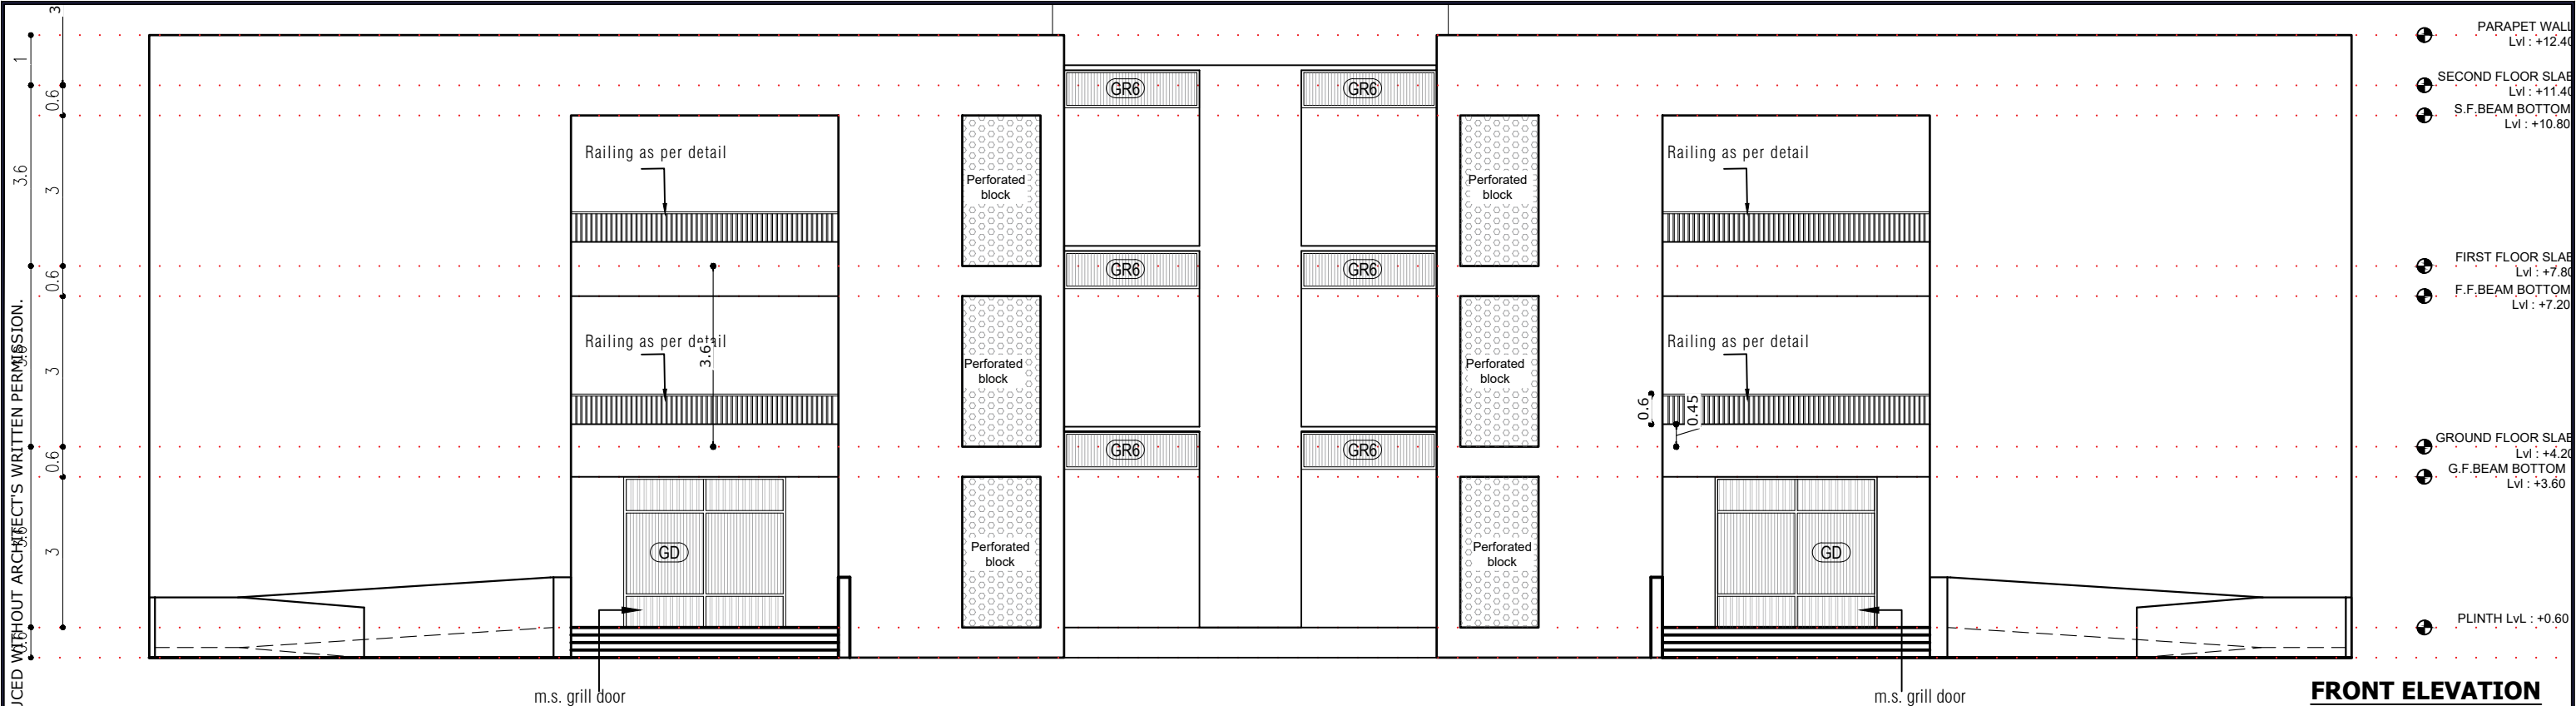 3
PARAPET WALL
Lvl : +12.40
1
GR6
GR6
SECOND FLOOR SLAB
Lvl : +11.40
0.6
S.F.BEAM BOTTOM
Lvl : +10.80
Railing as per detail
Railing as per detail
3.6
3
Perforated
block
Perforated
block
FIRST FLOOR SLAB
Lvl : +7.80
GR6
GR6
0.6
F.F.BEAM BOTTOM
Lvl : +7.20
Railing as per detail
Railing as per detail
3.6
3
Perforated
block
Perforated
block
0.6
0.45
GROUND FLOOR SLAB
Lvl : +4.20
GR6
GR6
0.6
G.F.BEAM BOTTOM
Lvl : +3.60
3
GD
Perforated
block
Perforated
block
GD
PLINTH LvL : +0.60
m.s. grill door
m.s. grill door
FRONT ELEVATION
WITHOUT ARCHITECT'S WRITTEN PERMISSION.